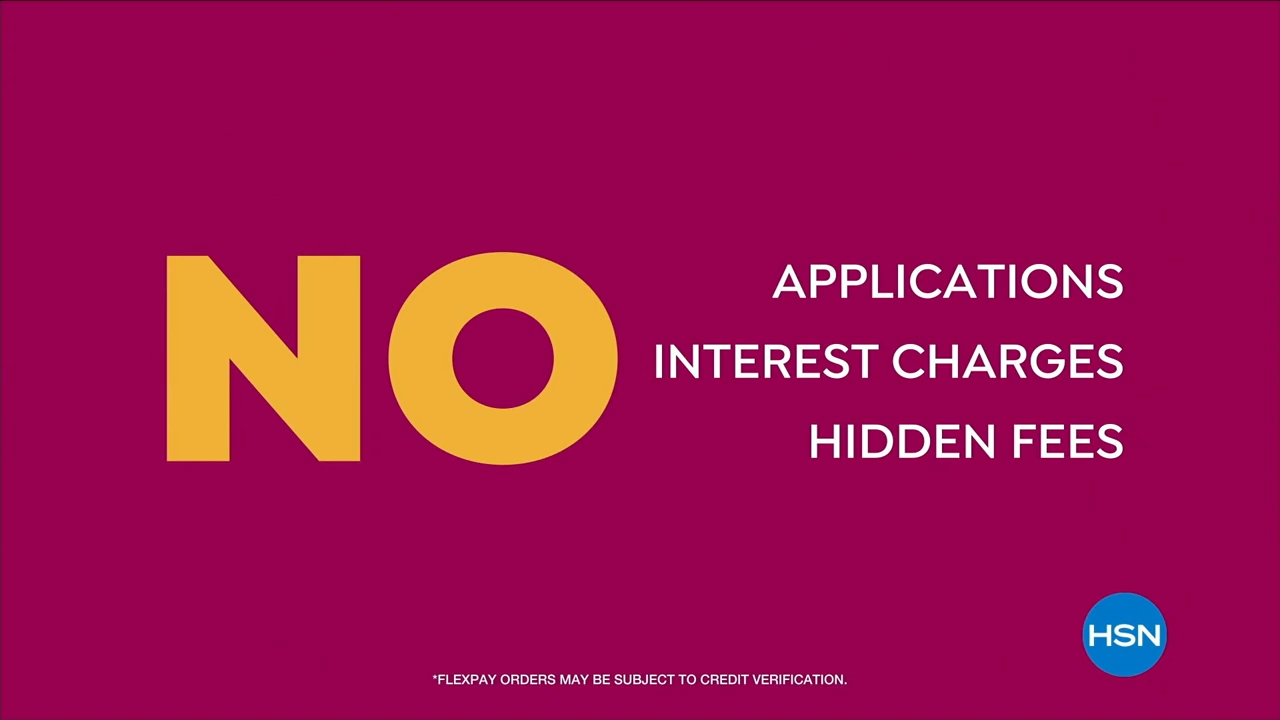 NO
APPLICATIONS
INTEREST CHARGES
HIDDEN FEES
HSN
*FLEXPAY ORDERS MAY BE SUBJECT TO CREDIT VERIFICATION.